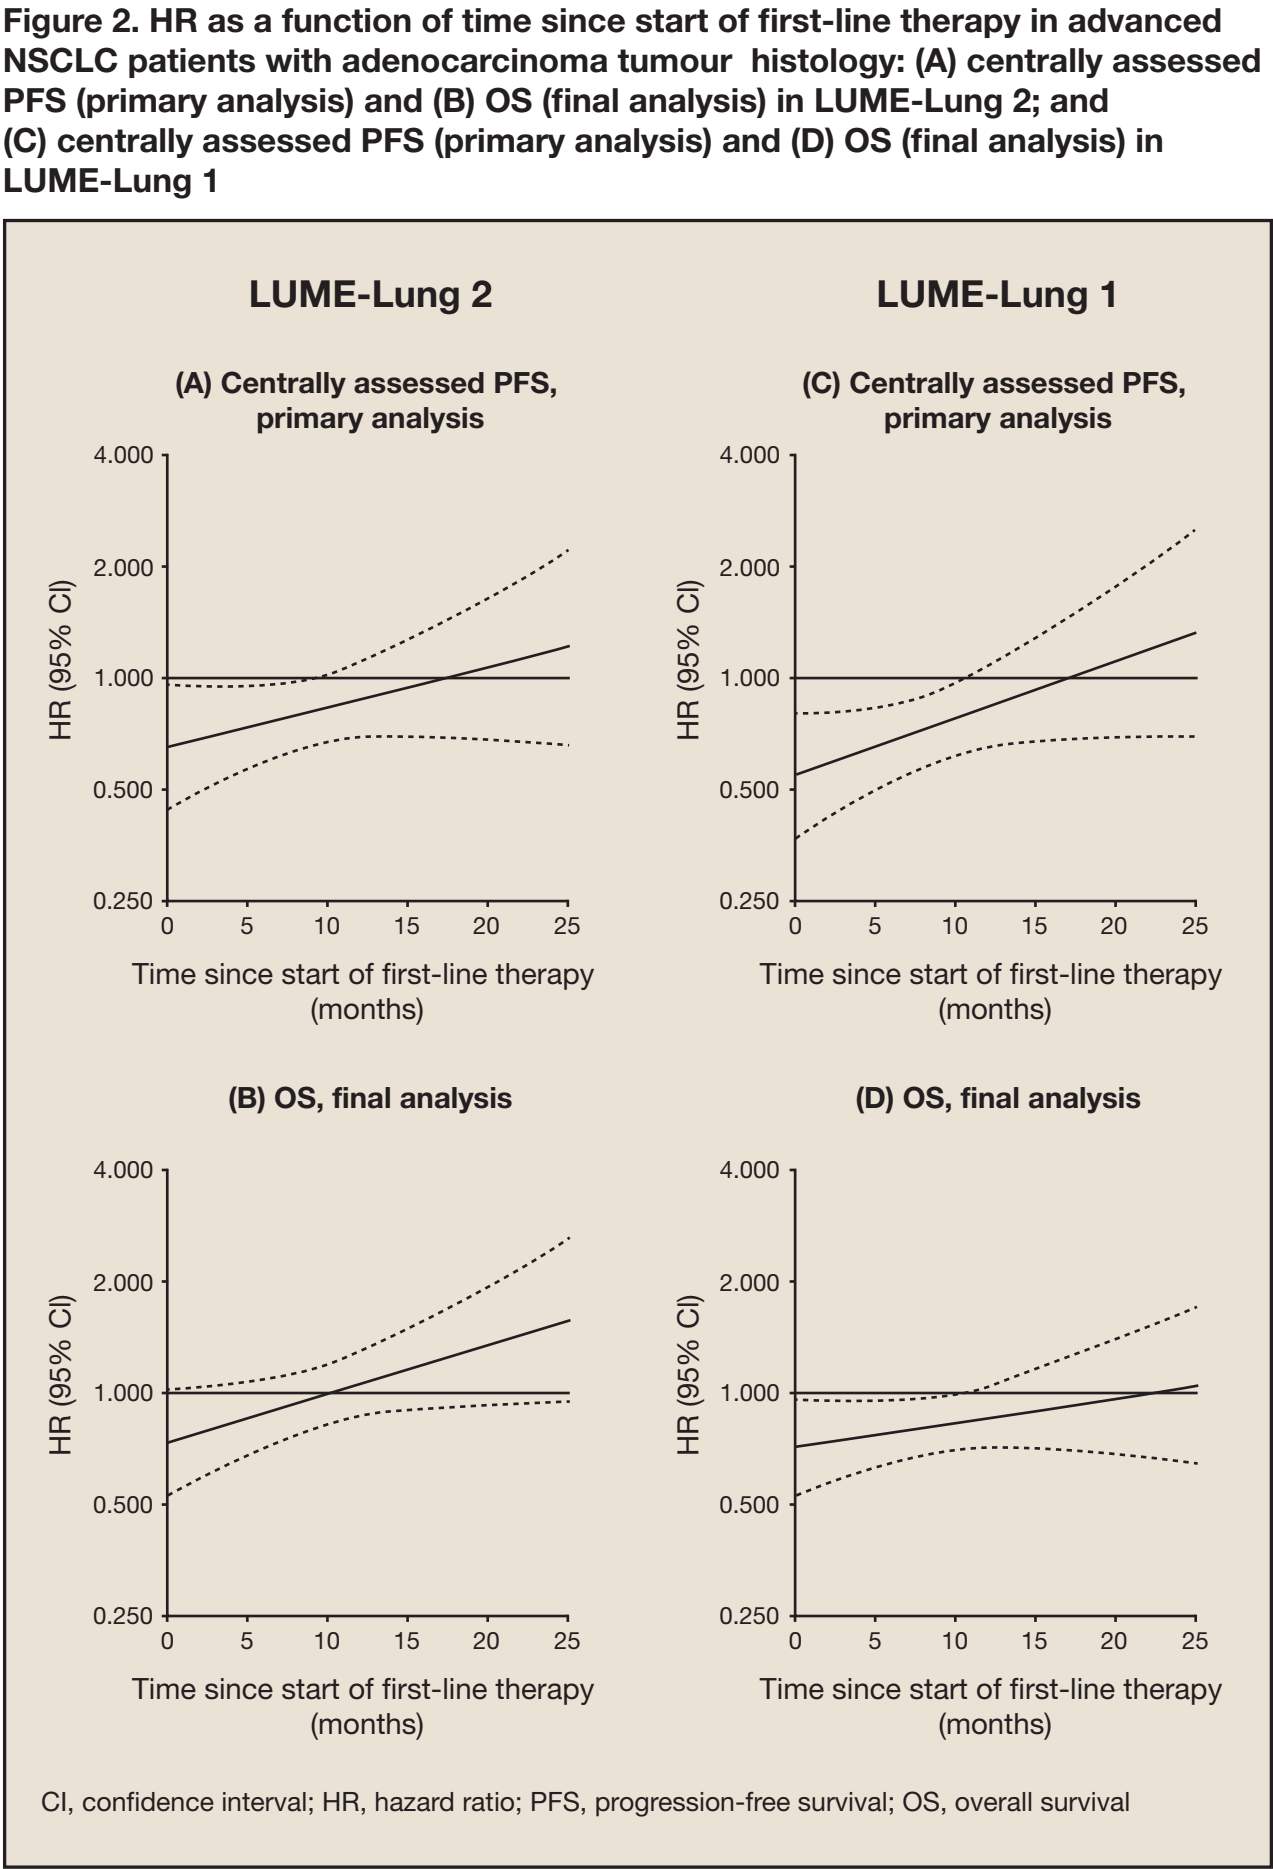 Figure 2. HR as a function of time since start of first-line therapy in advanced
NSCLC patients with adenocarcinoma tumour histology: (A) centrally assessed
PFS (primary analysis) and (B) OS (final analysis) in LUME-Lung 2; and
(C) centrally assessed PFS (primary analysis) and (D) OS (final analysis) in
LUME-Lung 1
LUME-Lung 2
(A) Centrally assessed PFS,
primary analysis
HR (95% CI)
4.000
2.000
1.000
0.500
0.250
0 5 10 15 20 25
Time since start of first-line therapy
(months)
(B) OS, final analysis
HR (95% CI)
4.000
2.000
1.000
0.500
0.250
0 5 10 15 20 25
Time since start of first-line therapy
(months)
LUME-Lung 1
(C) Centrally assessed PFS,
primary analysis
HR (95% CI)
4.000
2.000
1.000
0.500
0.250
0 5 10 15 20 25
Time since start of first-line therapy
(months)
(D) OS, final analysis
HR (95% CI)
4.000
2.000
1.000
0.500
0.250
0 5 10 15 20 25
Time since start of first-line therapy
(months)
CI, confidence interval; HR, hazard ratio; PFS, progression-free survival; OS, overall survival